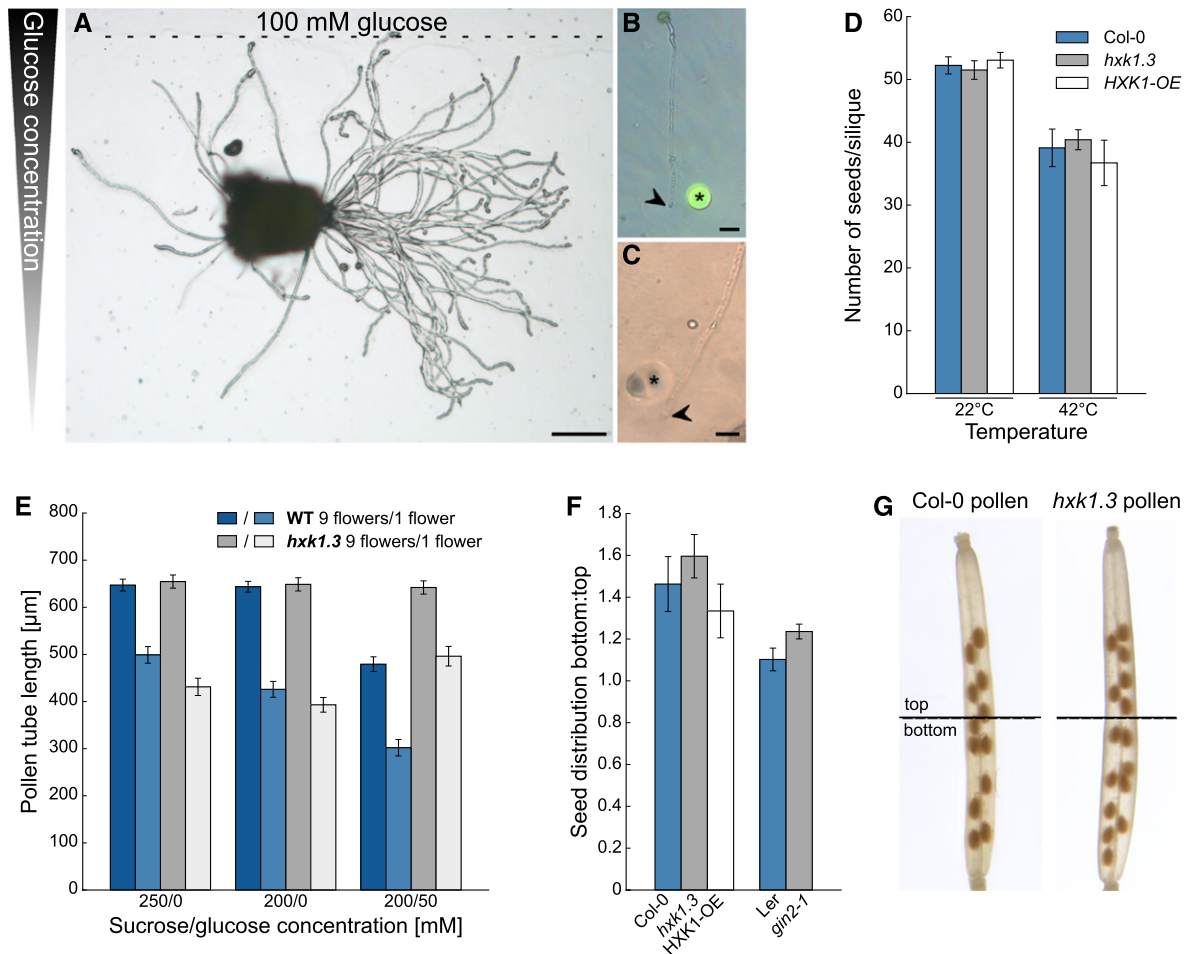 Glucose concentration
A
100 mM glucose
B
*
C
*
D
Number of seeds/silique
60
50
40
30
20
10
0
Col-0
hxk1.3
HXK1-OE
22°C
42°C
Temperature
E
Pollen tube length [µm]
800
700
600
500
400
300
200
100
0
/ WT 9 flowers/1 flower
/ hxk1.3 9 flowers/1 flower
250/0
200/0
200/50
Sucrose/glucose concentration [mM]
F
Seed distribution bottom:top
1.8
1.6
1.4
1.2
1.0
0.8
0.6
0.4
0.2
0
Col-0
hxk1.3
HXK1-OE
Ler
gin2-1
G
Col-0 pollen
hxk1.3 pollen
top
bottom